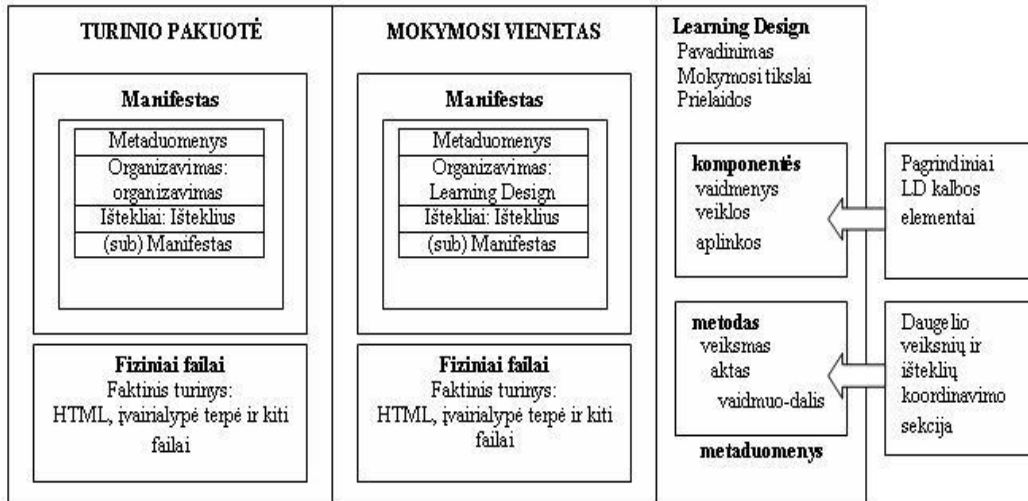 TURINIO PAKUOTĖ
Manifestas
Metaduomenys
Organizavimas:
organizavimas
Ištekliai: Išteklius
(sub) Manifestas
Fiziniai failai
Faktinis turinys:
HTML, įvairialypė terpė ir kiti
failai
MOKYMOSI VIENETAS
Manifestas
Metaduomenys
Organizavimas:
Learning Design
Ištekliai: Išteklius
(sub) Manifestas
Fiziniai failai
Faktinis turinys:
HTML, įvairialypė terpė ir kiti
failai
Learning Design
Pavadinimas
Mokymosi tikslai
Prielaidos
komponentės
vaidmenys
veiklos
aplinkos
metodas
veiksmas
aktas
vaidmuo-dalis
metaduomenys
Pagrindiniai
LD kalbos
elementai
Daugelio
veiksnių ir
išteklių
koordinavimo
sekcija